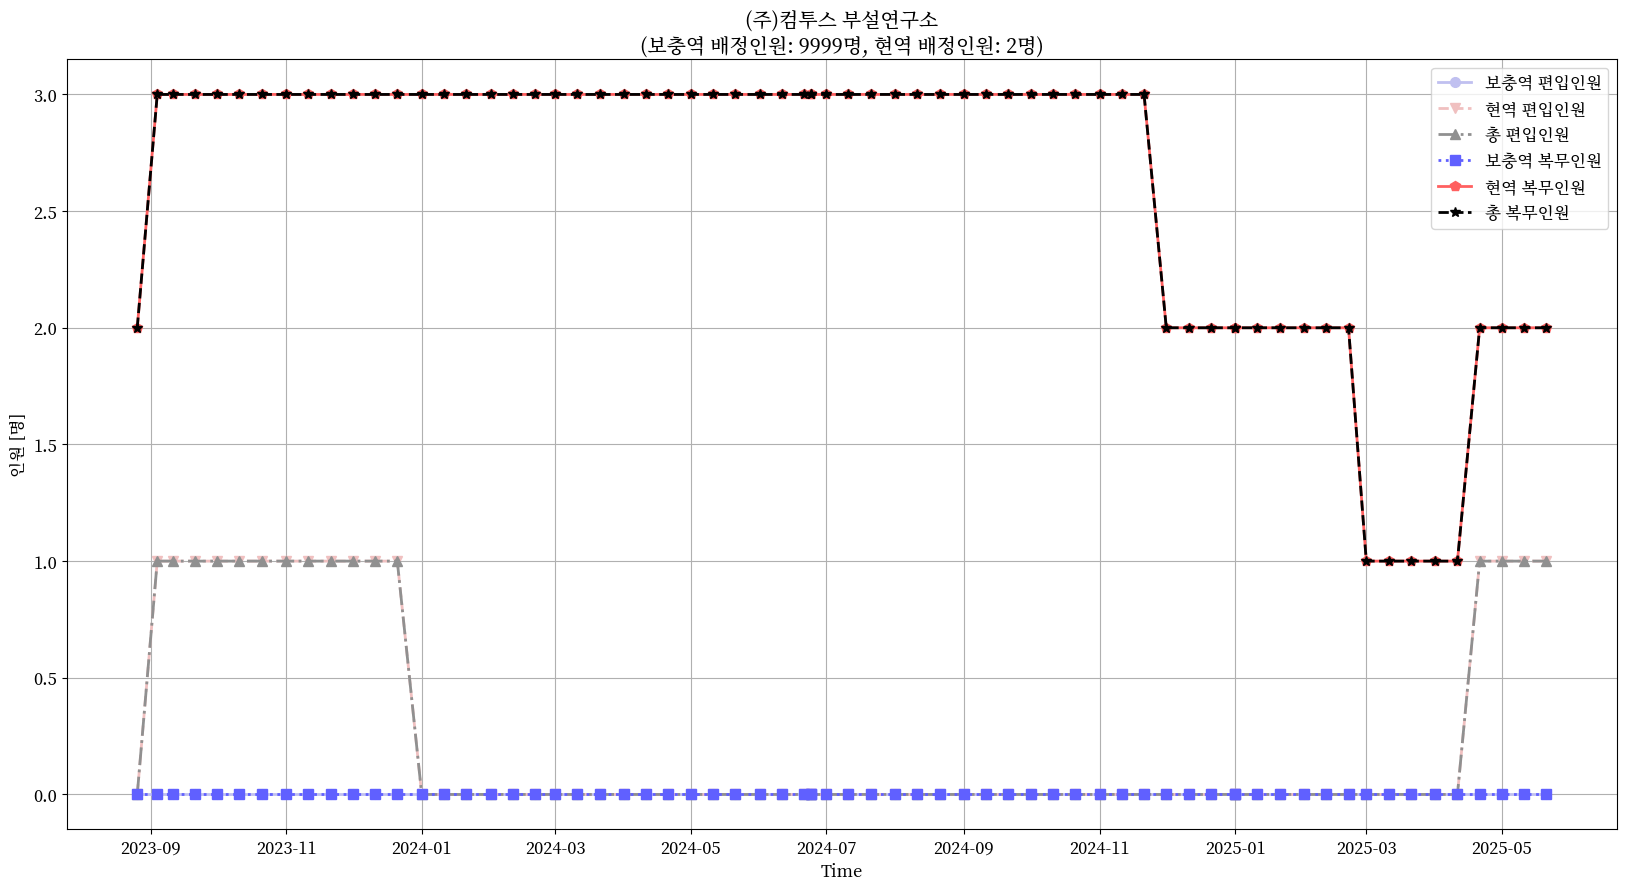 (주)컴투스 부설연구소
(보충역 배정인원: 9999명, 현역 배정인원: 2명)
보충역 편입인원
현역 편입인원
총 편입인원
보충역 복무인원
현역 복무인원
총 복무인원
인원 [명]
3.0
2.5
2.0
1.5
1.0
0.5
0.0
2023-09 2023-11 2024-01 2024-03 2024-05 2024-07 2024-09 2024-11 2025-01 2025-03 2025-05
Time